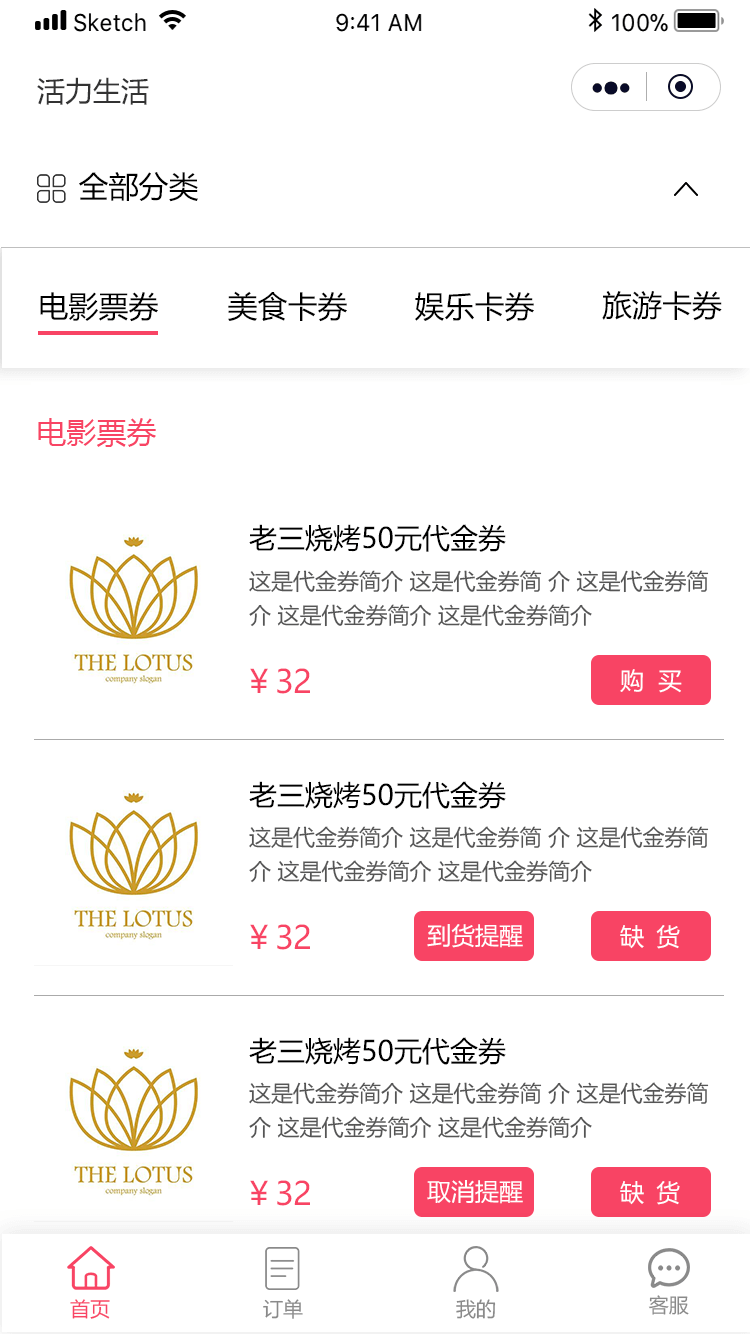 Sketch 9:41 AM 100%
活力生活
全部分类
电影票券 美食卡券 娱乐卡券 旅游卡券
电影票券
老三烧烤50元代金券
这是代金券简介 这是代金券简 介 这是代金券简
介 这是代金券简介 这是代金券简介
THE LOTUS
company slogan
¥ 32 购 买
老三烧烤50元代金券
这是代金券简介 这是代金券简 介 这是代金券简
介 这是代金券简介 这是代金券简介
THE LOTUS
company slogan
¥ 32 到货提醒 缺 货
老三烧烤50元代金券
这是代金券简介 这是代金券简 介 这是代金券简
介 这是代金券简介 这是代金券简介
THE LOTUS
company slogan
¥ 32 取消提醒 缺 货
首页 订单 我的 客服